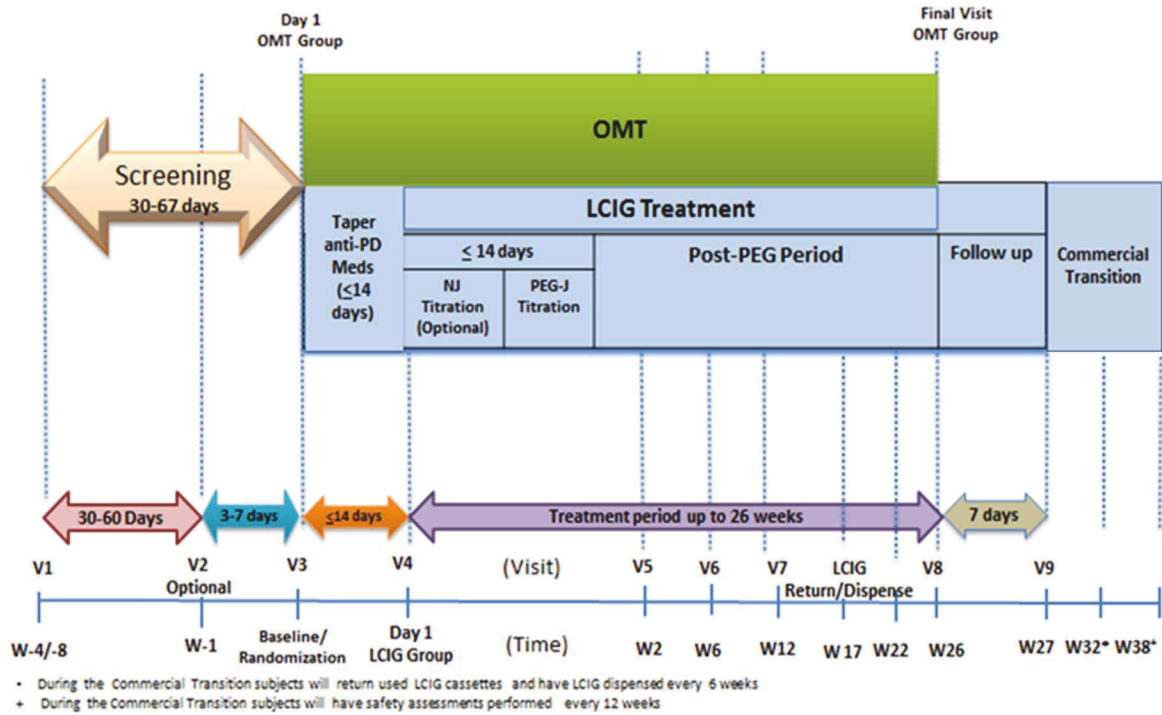 Day 1
OMT Group
Final Visit
OMT Group
OMT
Screening
30-67 days
Taper
anti-PD
Meds
(≤14
days)
LCIG Treatment
≤ 14 days
NJ
Titration
(Optional)
PEG-J
Titration
Post-PEG Period
Follow up
Commercial
Transition
30-60 Days
3-7 days
≤14 days
Treatment period up to 26 weeks
7 days
V1 V2 V3 V4 (Visit) V5 V6 V7 LCIG V8 V9
Optional Return/Dispense
W-4/-8 W-1 Baseline/ Day 1 (Time) W2 W6 W12 W 17 W22 W26 W27 W32* W38+
Randomization LCIG Group
• During the Commercial Transition subjects will return used LCIG cassettes and have LCIG dispensed every 6 weeks
+ During the Commercial Transition subjects will have safety assessments performed every 12 weeks